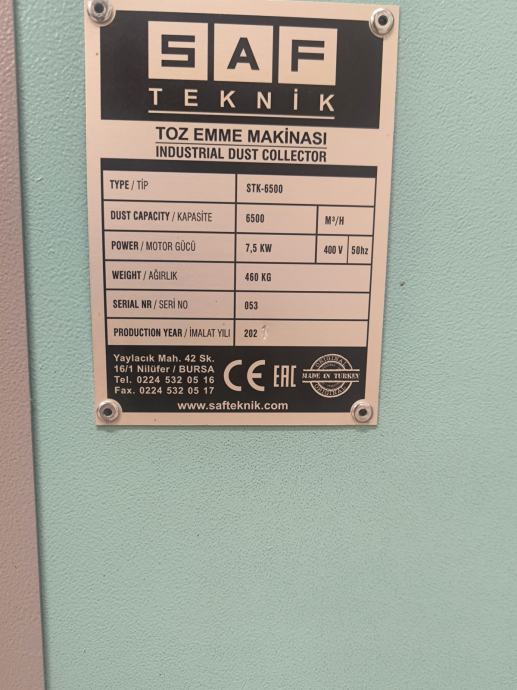 SAF
TEKNİK
TOZ EMME MAKİNASI
INDUSTRIAL DUST COLLECTOR
TYPE / TİP STK-6500
DUST CAPACITY / KAPASİTE 6500 M³/H
POWER / MOTOR GÜCÜ 7,5 KW 400 V 50hz
WEIGHT / AĞIRLIK 460 KG
SERIAL NR / SERİ NO 053
PRODUCTION YEAR / İMALAT YILI 202
Yaylacık Mah. 42 Sk.
16/1 Nilüfer / BURSA
Tel. 0224 532 05 16
Fax. 0224 532 05 17
CE EAC
ORIGINAL
MADE IN TURKEY
ORIGINAL
www.safteknik.com